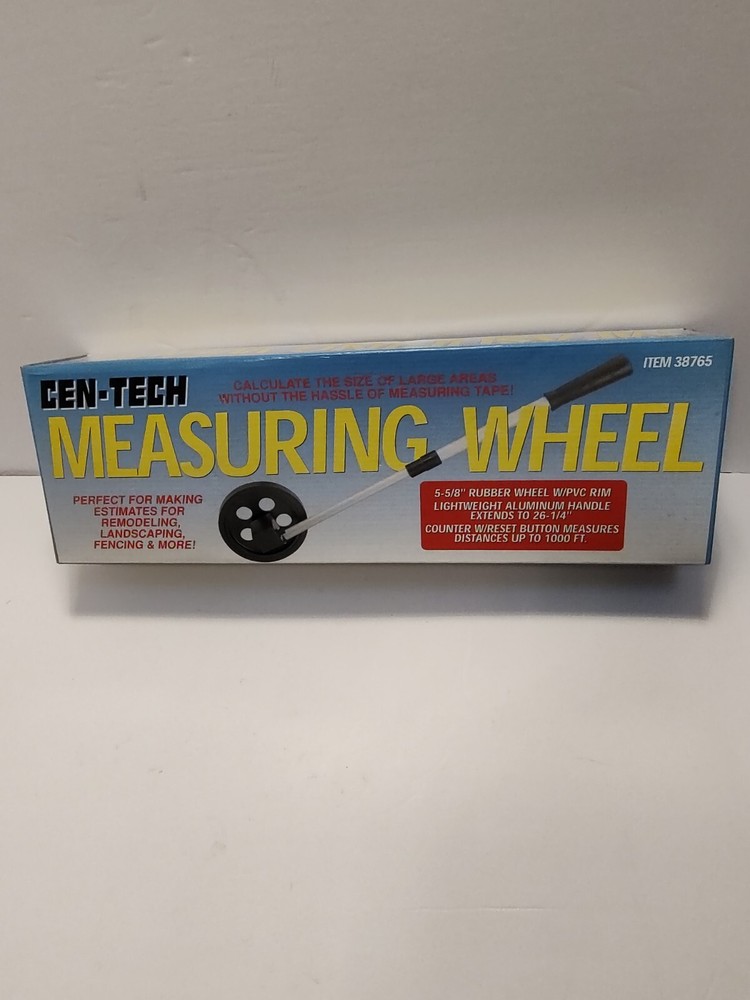 CEN-TECH
CALCULATE THE SIZE OF LARGE AREAS
WITHOUT THE HASSLE OF MEASURING TAPE!
ITEM 38765
MEASURING WHEEL
PERFECT FOR MAKING
ESTIMATES FOR
REMODELING,
LANDSCAPING,
FENCING & MORE!
5-5/8" RUBBER WHEEL W/PVC RIM
LIGHTWEIGHT ALUMINUM HANDLE
EXTENDS TO 26-1/4"
COUNTER W/RESET BUTTON MEASURES
DISTANCES UP TO 1000 FT.